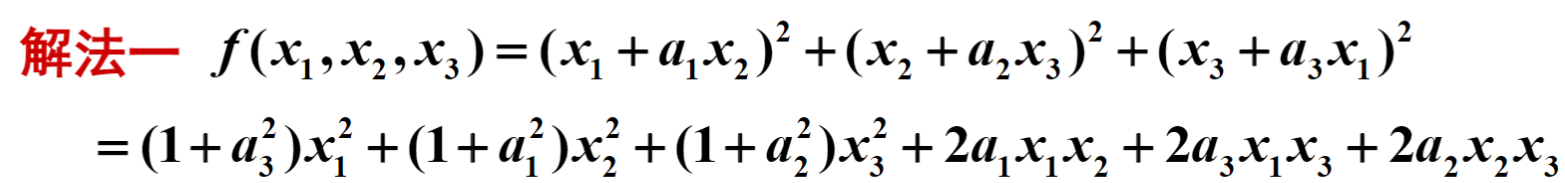 解法一 f(x₁,x₂,x₃)=(x₁+a₁x₂)²+(x₂+a₂x₃)²+(x₃+a₃x₁)²
=(1+a₃²)x₁²+(1+a₁²)x₂²+(1+a₂²)x₃²+2a₁x₁x₂+2a₃x₁x₃+2a₂x₂x₃